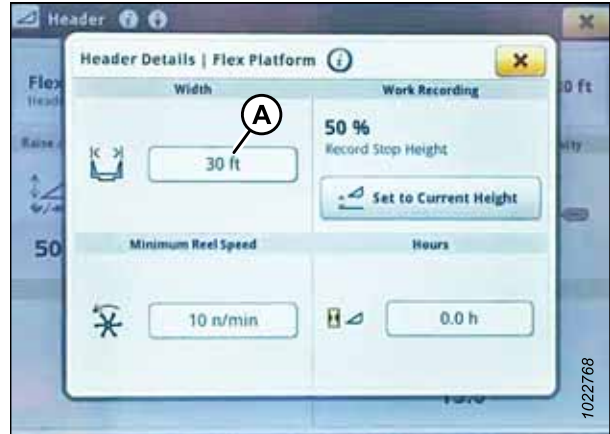 Header
Header Details | Flex Platform
Flex
0 ft
Width
Work Recording
A
50 %
Record Stop Height
30 ft
Set to Current Height
50
Minimum Reel Speed
Hours
10 n/min
0.0 h
1022768